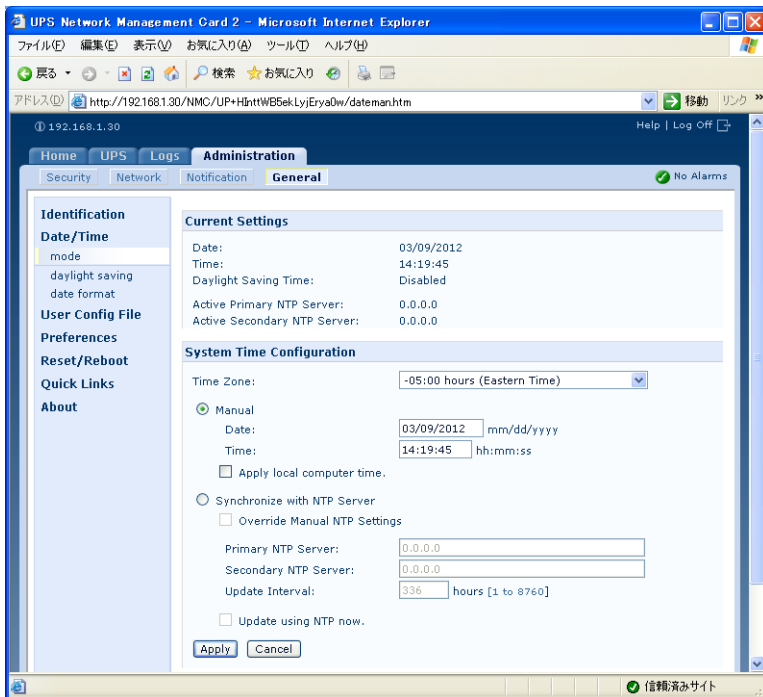 UPS Network Management Card 2 - Microsoft Internet Explorer
ファイル(F) 編集(E) 表示(V) お気に入り(A) ツール(T) ヘルプ(H)
戻る 検索 お気に入り
アドレス(D) http://192.168.1.30/NMC/UP+HInttWB5ekLyjErya0w/dateman.htm 移動 リンク »
192.168.1.30 Help | Log Off
Home UPS Logs Administration
Security Network Notification General No Alarms
Identification
Date/Time
mode
daylight saving
date format
User Config File
Preferences
Reset/Reboot
Quick Links
About
Current Settings
Date: 03/09/2012
Time: 14:19:45
Daylight Saving Time: Disabled
Active Primary NTP Server: 0.0.0.0
Active Secondary NTP Server: 0.0.0.0
System Time Configuration
Time Zone: -05:00 hours (Eastern Time)
Manual
Date: 03/09/2012 mm/dd/yyyy
Time: 14:19:45 hh:mm:ss
Apply local computer time.
Synchronize with NTP Server
Override Manual NTP Settings
Primary NTP Server: 0.0.0.0
Secondary NTP Server: 0.0.0.0
Update Interval: 336 hours [1 to 8760]
Update using NTP now.
Apply Cancel
信頼済みサイト